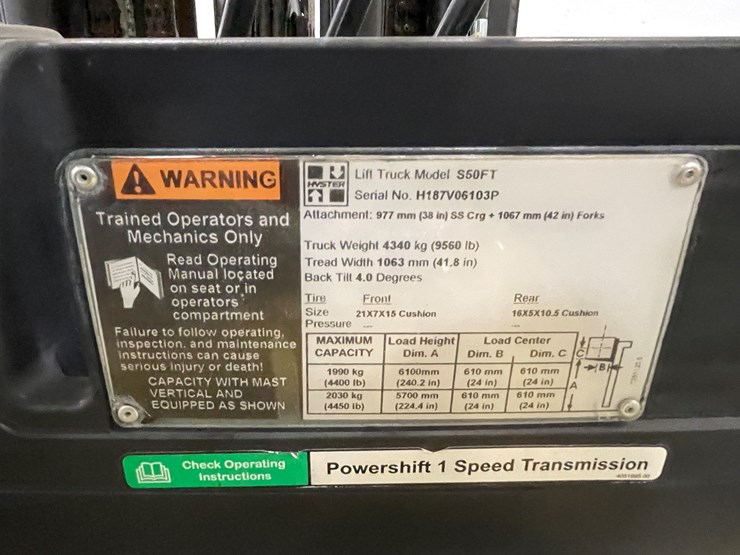 WARNING
Trained Operators and
Mechanics Only
Read Operating
Manual located
on seat or in
operators'
compartment
Failure to follow operating,
inspection, and maintenance
instructions can cause
serious injury or death!
CAPACITY WITH MAST
VERTICAL AND
EQUIPPED AS SHOWN
HYSTER
Lift Truck Model S50FT
Serial No. H187V06103P
Attachment: 977 mm (38 in) SS Crg + 1067 mm (42 in) Forks
Truck Weight 4340 kg (9560 lb)
Tread Width 1063 mm (41.8 in)
Back Tilt 4.0 Degrees
Tire Front Rear
Size 21X7X15 Cushion 16X5X10.5 Cushion
Pressure --- ---
MAXIMUM CAPACITY Load Height Dim. A Load Center Dim. B Dim. C
1990 kg (4400 lb) 6100mm (240.2 in) 610 mm (24 in) 610 mm (24 in)
2030 kg (4450 lb) 5700 mm (224.4 in) 610 mm (24 in) 610 mm (24 in)
C
B
A
Check Operating
Instructions
Powershift 1 Speed Transmission